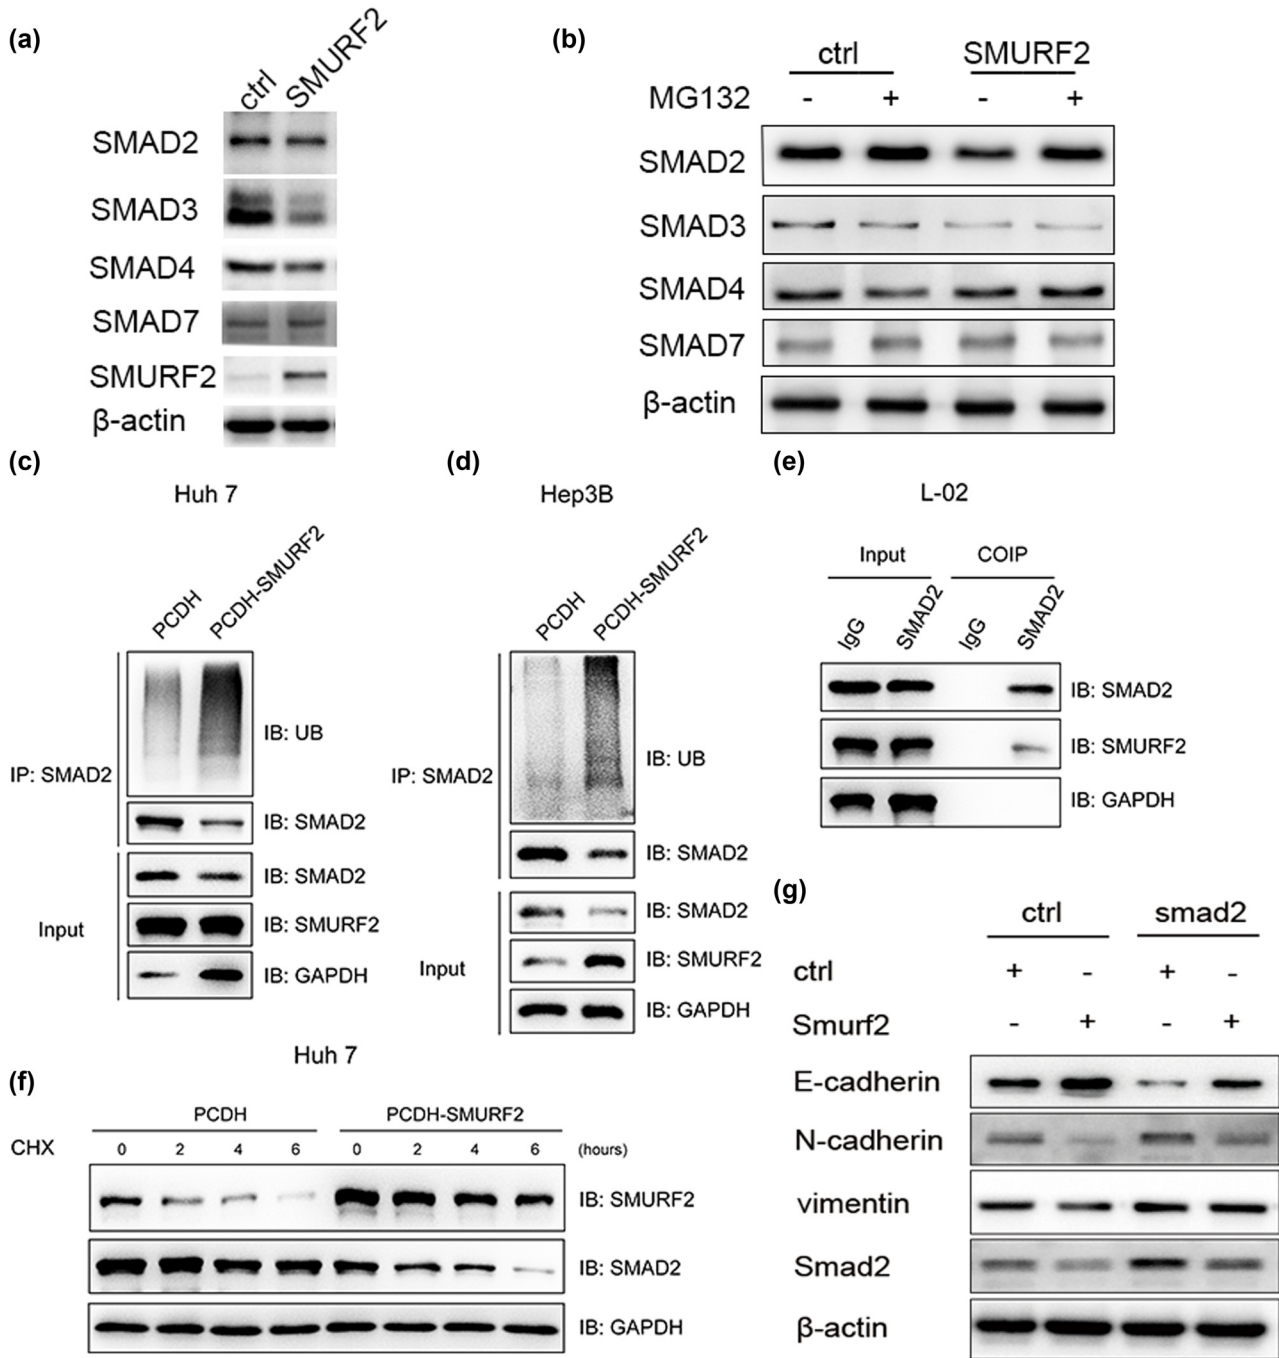 (a)
ctrl SMURF2
SMAD2
SMAD3
SMAD4
SMAD7
SMURF2
β-actin
(b)
ctrl SMURF2
MG132 - + - +
SMAD2
SMAD3
SMAD4
SMAD7
β-actin
(c)
Huh 7
PCDH PCDH-SMURF2
IP: SMAD2
IB: UB
IB: SMAD2
Input
IB: SMAD2
IB: SMURF2
IB: GAPDH
(d)
Hep3B
PCDH PCDH-SMURF2
IP: SMAD2
IB: UB
IB: SMAD2
Input
IB: SMAD2
IB: SMURF2
IB: GAPDH
(e)
L-02
Input COIP
IgG SMAD2 IgG SMAD2
IB: SMAD2
IB: SMURF2
IB: GAPDH
(f)
Huh 7
PCDH PCDH-SMURF2
CHX 0 2 4 6 0 2 4 6 (hours)
IB: SMURF2
IB: SMAD2
IB: GAPDH
(g)
ctrl smad2
ctrl + - + -
Smurf2 - + - +
E-cadherin
N-cadherin
vimentin
Smad2
β-actin